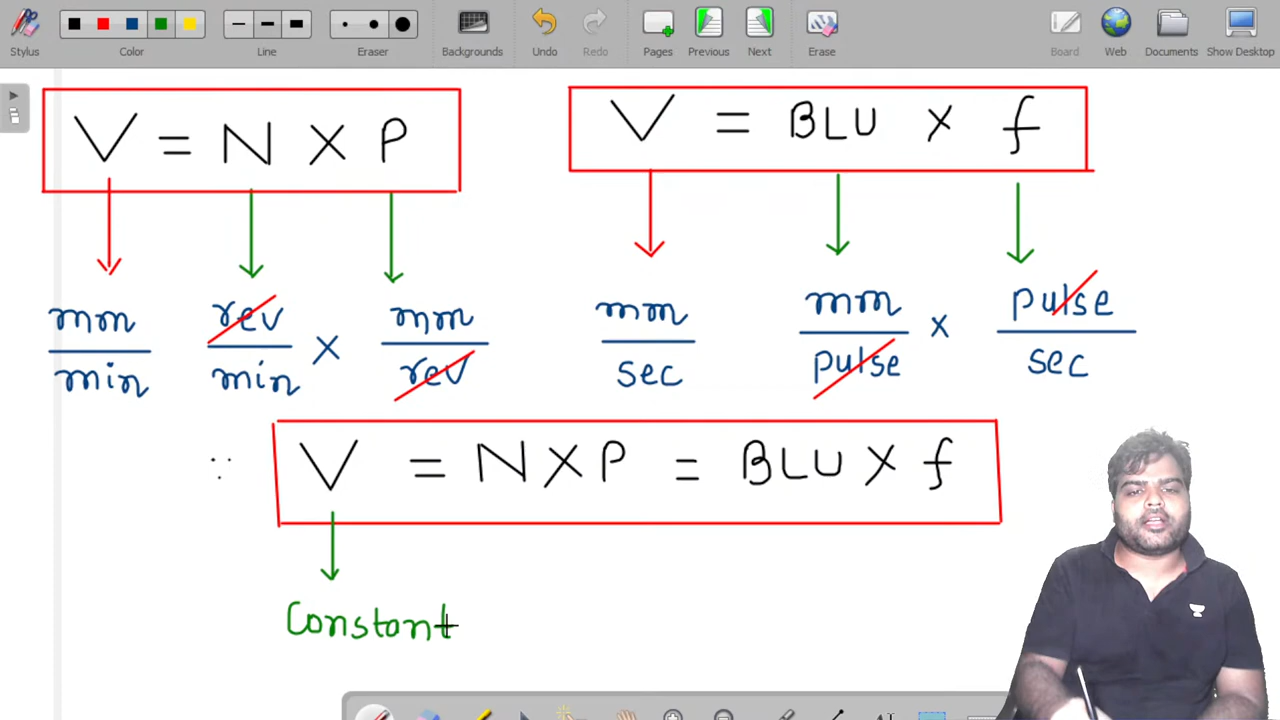 Stylus Color Line Eraser Backgrounds Undo Redo Pages Previous Next Erase Board Web Documents Show Desktop
V = N X P
V = BLU X f
mm/min rev/min X mm/rev
mm/sec mm/pulse X pulse/sec
∵ V = N X P = BLU X f
Constant